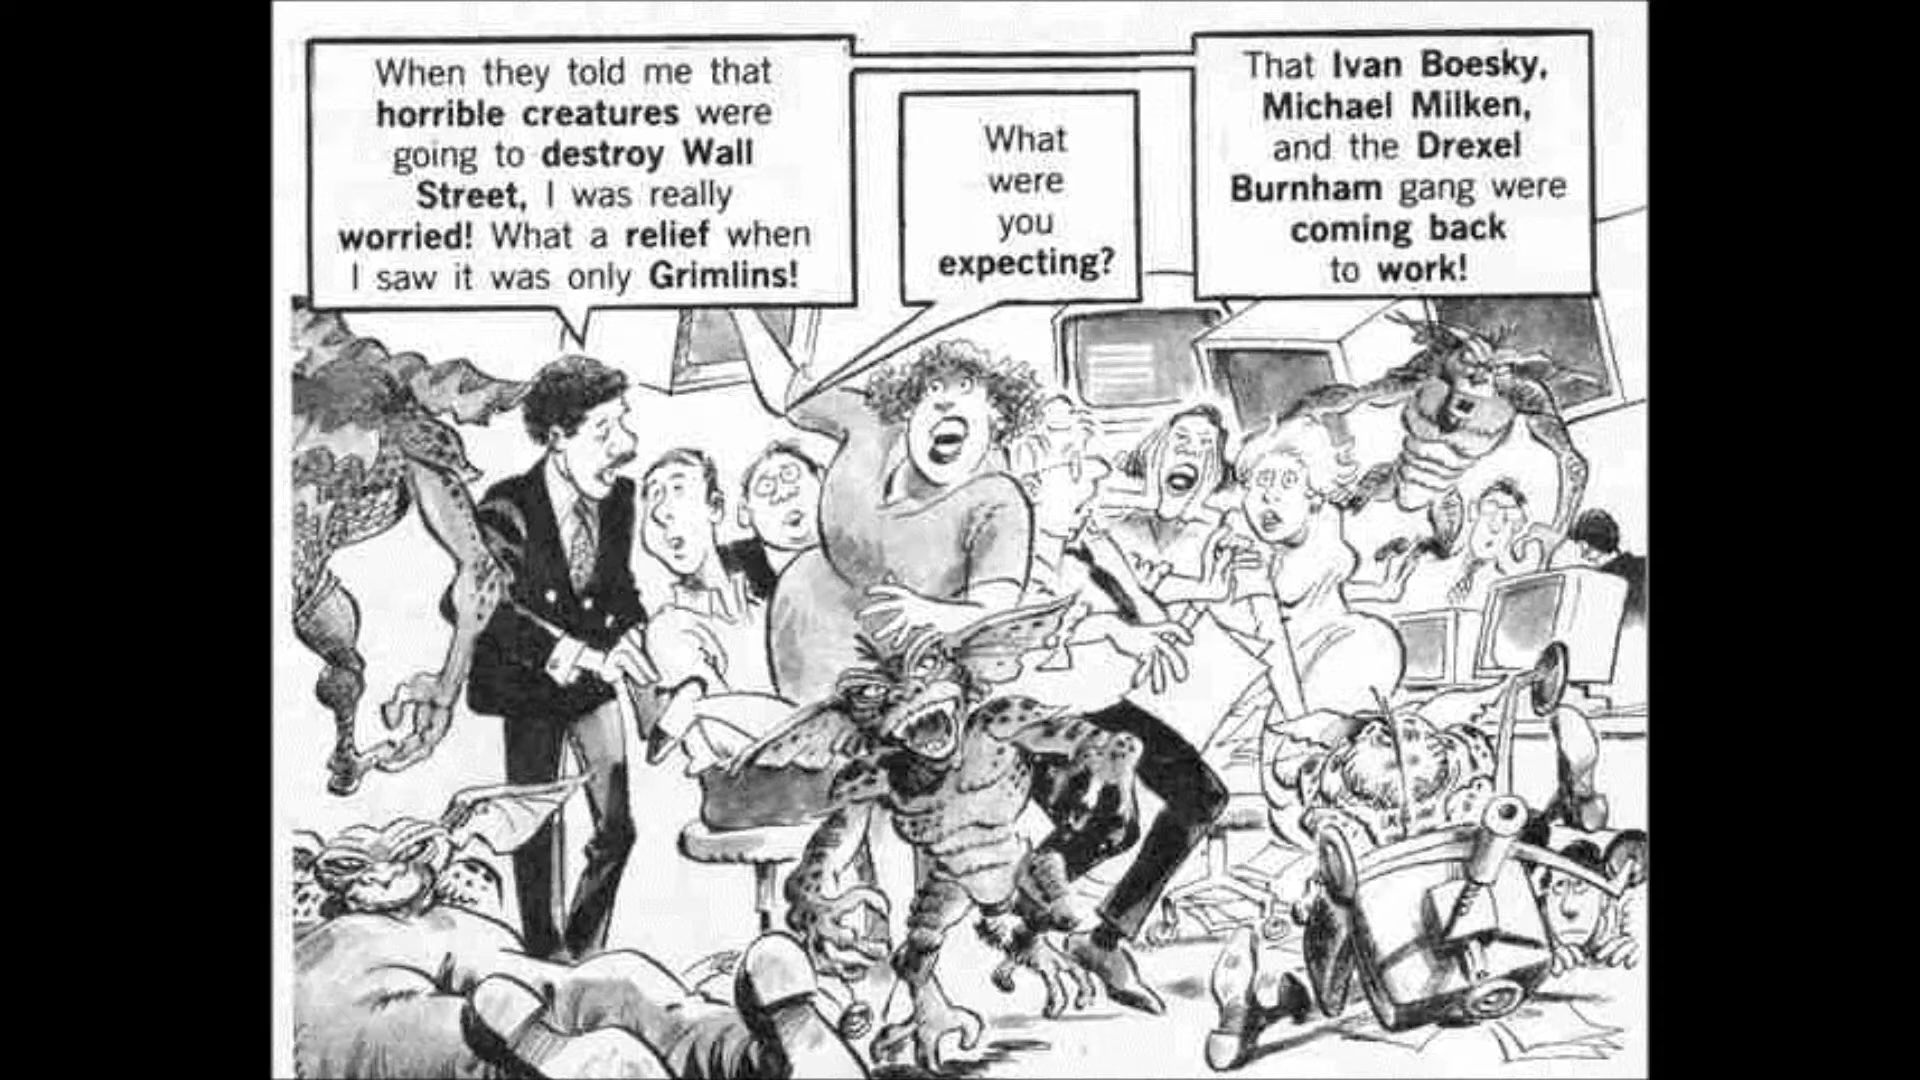 When they told me that
horrible creatures were
going to destroy Wall
Street, I was really
worried! What a relief when
I saw it was only Grimlins!
What
were
you
expecting?
That Ivan Boesky,
Michael Milken,
and the Drexel
Burnham gang were
coming back
to work!